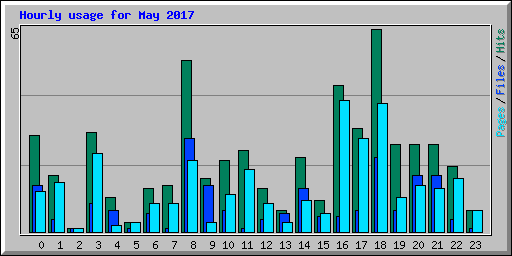 Hourly usage for May 2017
65
Pages / Files / Hits
0 1 2 3 4 5 6 7 8 9 10 11 12 13 14 15 16 17 18 19 20 21 22 23